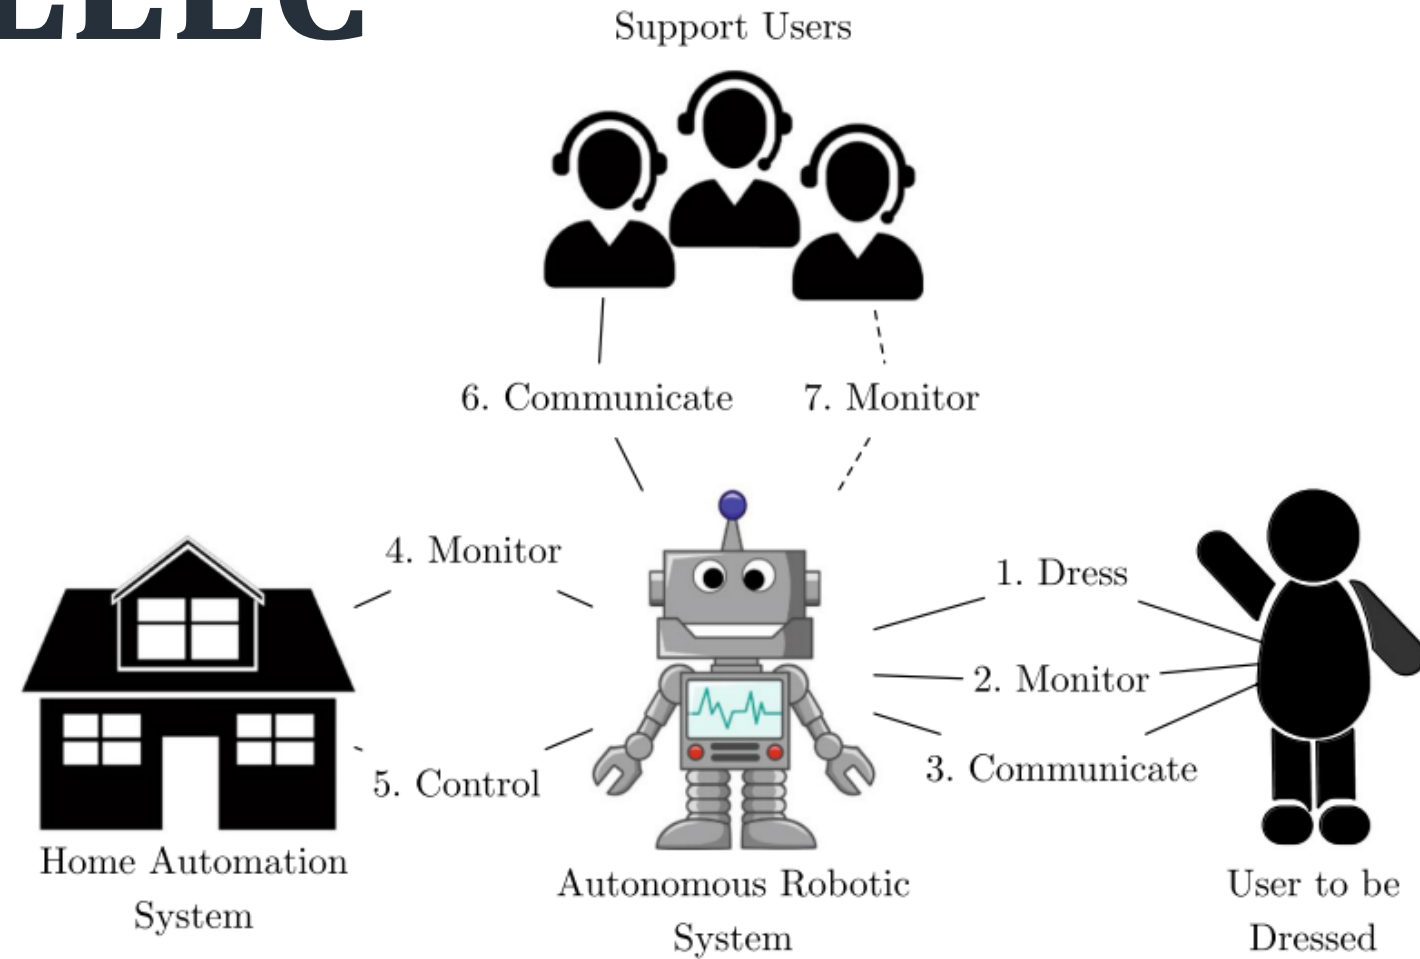 Support Users
6. Communicate
7. Monitor
4. Monitor
1. Dress
2. Monitor
5. Control
3. Communicate
Home Automation
System
Autonomous Robotic
System
User to be
Dressed